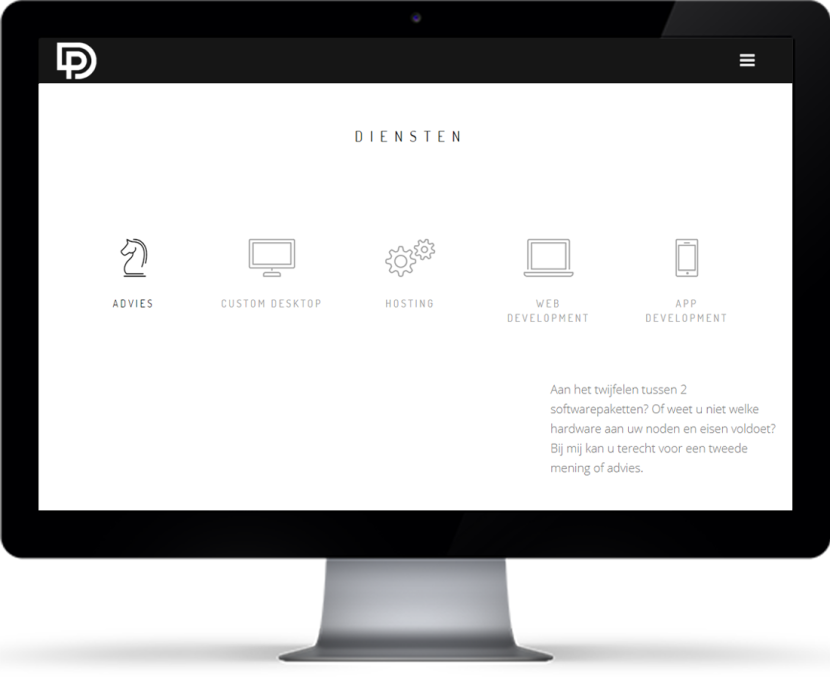 DIENSTEN
ADVIES
CUSTOM DESKTOP
HOSTING
WEB
DEVELOPMENT
APP
DEVELOPMENT
Aan het twijfelen tussen 2
softwarepaketten? Of weet u niet welke
hardware aan uw noden en eisen voldoet?
Bij mij kan u terecht voor een tweede
mening of advies.